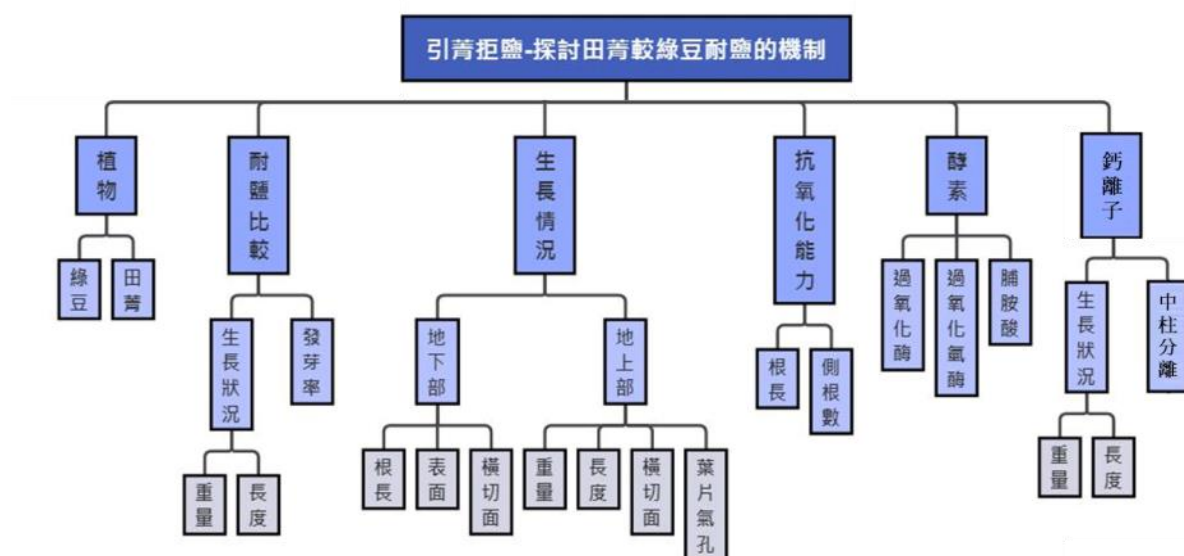 引菁拒鹽-探討田菁較綠豆耐鹽的機制
植物
耐鹽比較
生長情況
抗氧化能力
酵素
鈣離子
綠豆
田菁
生長狀況
發芽率
地下部
地上部
根長
側根數
過氧化酶
過氧化氫酶
脯胺酸
生長狀況
中柱分離
重量
長度
根長
表面
橫切面
重量
長度
橫切面
葉片氣孔
重量
長度